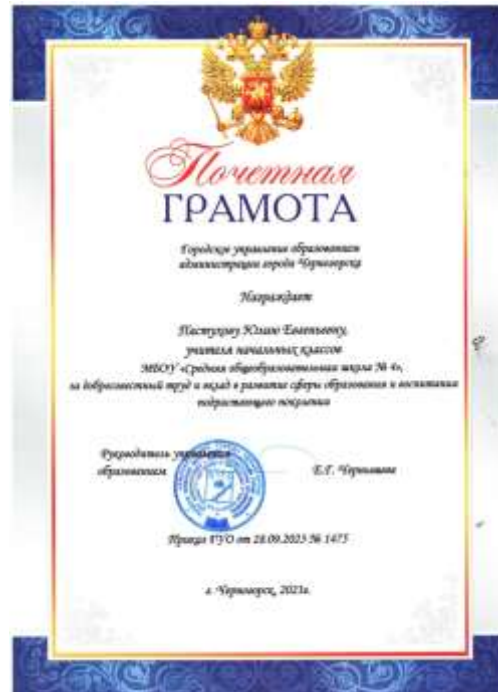 Почетная
ГРАМОТА
Городское управление образованием
администрации города Черногорска
Награждает
Пастухову Юлию Евгеньевну,
учителя начальных классов
МБОУ «Средняя общеобразовательная школа № 4»,
за добросовестный труд и вклад в развитие сферы образования и воспитания
подрастающего поколения
Руководитель управления
образованием
Е.Г. Чернышева
Приказ ГУО от 28.09.2023 № 1475
г. Черногорск, 2023г.